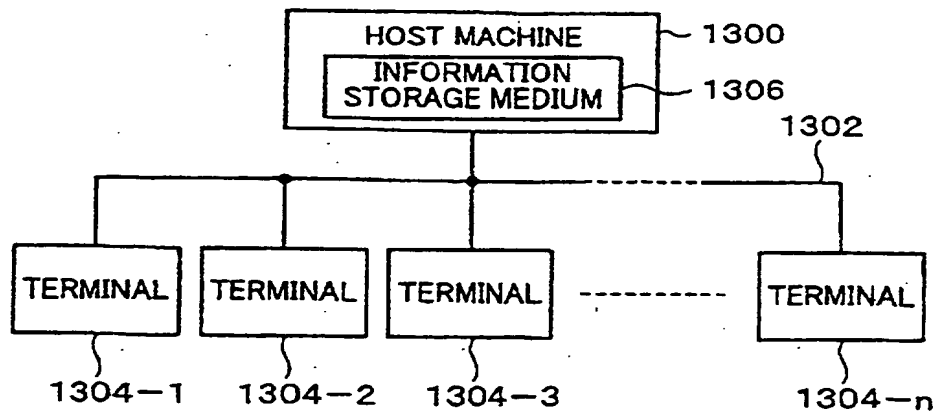 HOST MACHINE
1300
INFORMATION
STORAGE MEDIUM
1306
1302
TERMINAL
TERMINAL
TERMINAL
TERMINAL
1304-1
1304-2
1304-3
1304-n